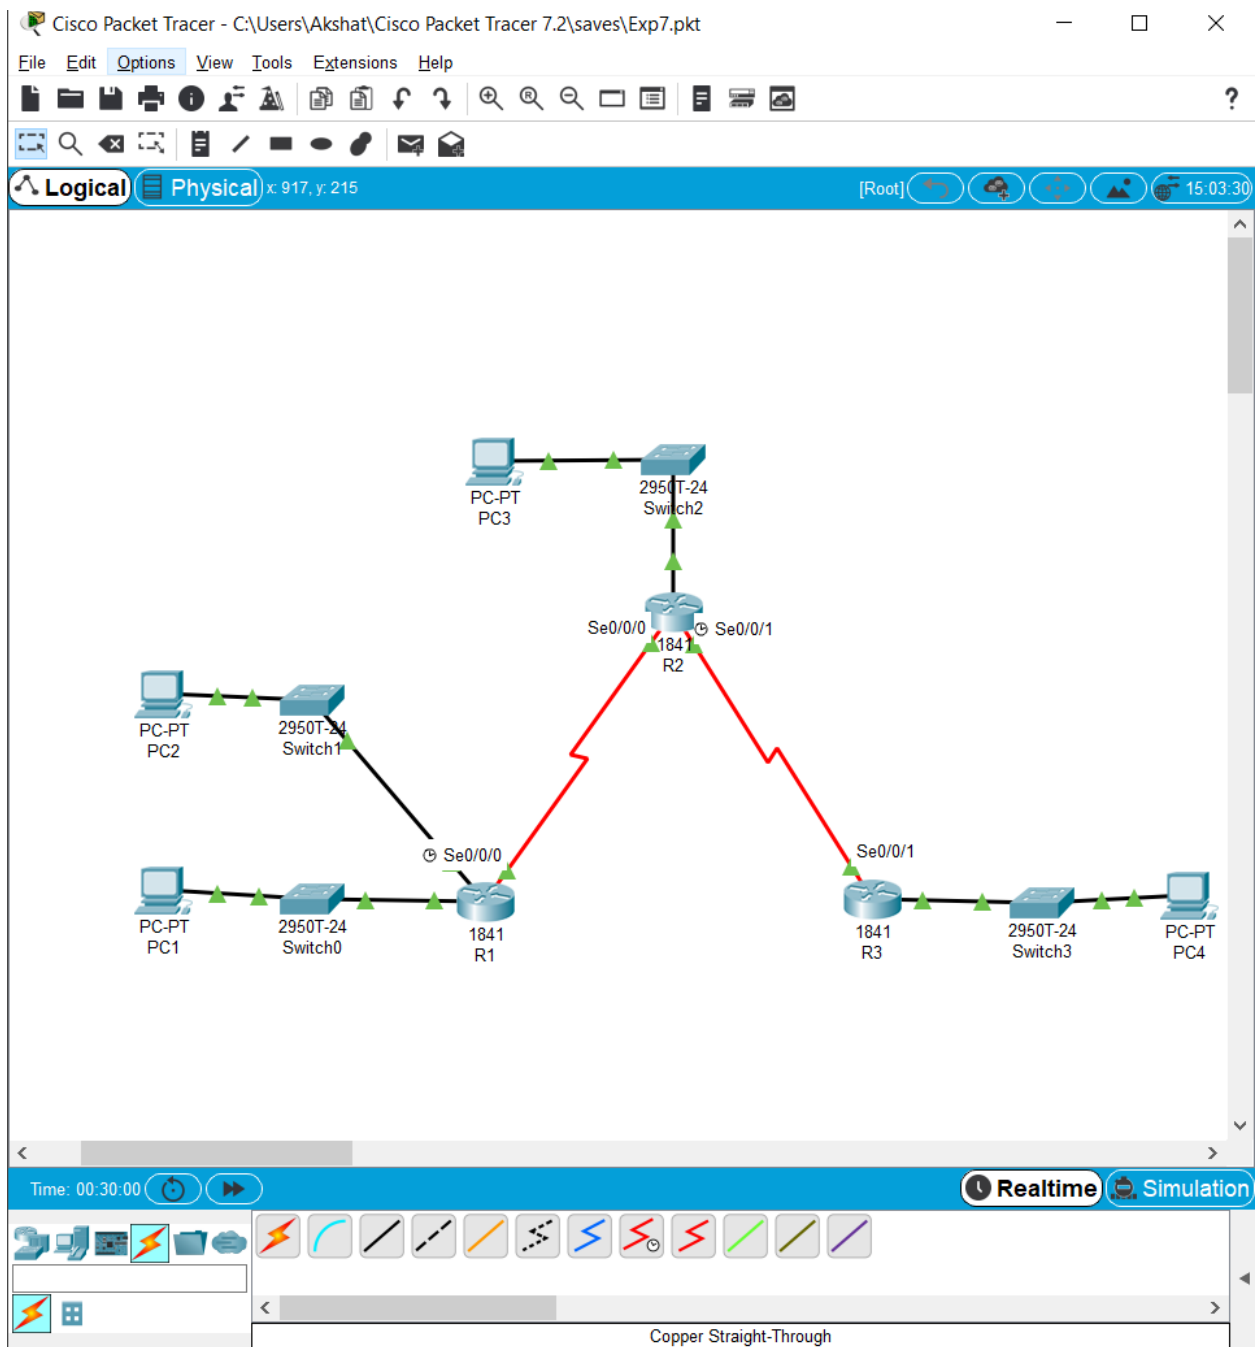 Cisco Packet Tracer - C:\Users\Akshat\Cisco Packet Tracer 7.2\saves\Exp7.pkt
File Edit Options View Tools Extensions Help
?
Logical Physical x: 917, y: 215 [Root] 15:03:30
PC-PT
PC3
2950T-24
Switch2
Se0/0/0
Se0/0/1
1841
R2
PC-PT
PC2
2950T-24
Switch1
Se0/0/0
Se0/0/1
PC-PT
PC1
2950T-24
Switch0
1841
R1
1841
R3
2950T-24
Switch3
PC-PT
PC4
Time: 00:30:00 Realtime Simulation
Copper Straight-Through